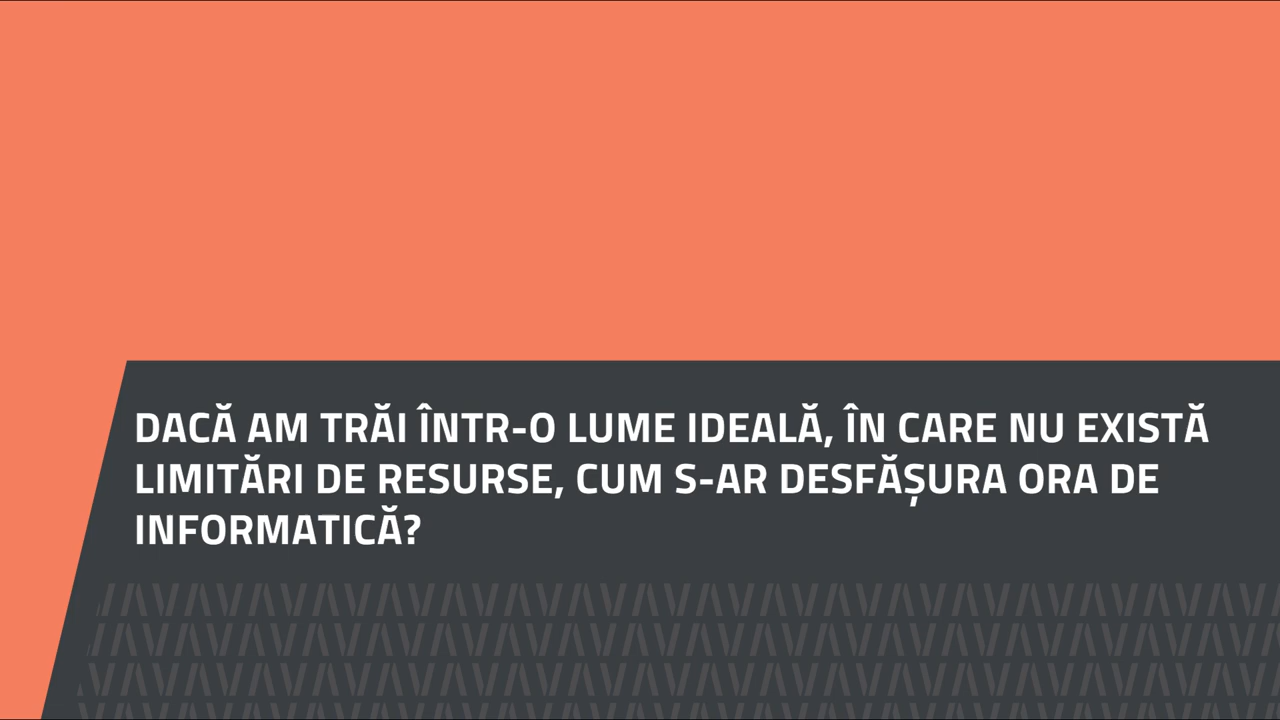 DACĂ AM TRĂI ÎNTR-O LUME IDEALĂ, ÎN CARE NU EXISTĂ
LIMITĂRI DE RESURSE, CUM S-AR DESFĂȘURA ORA DE
INFORMATICĂ?